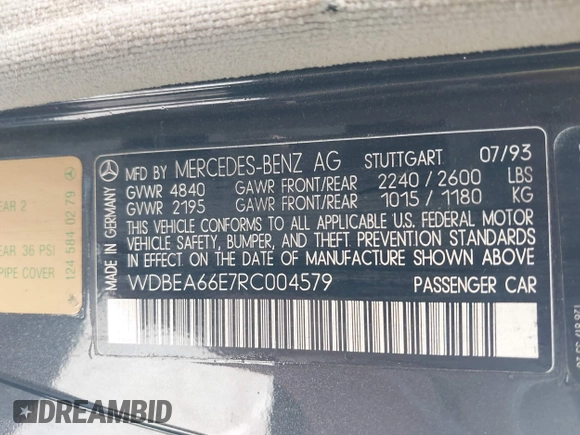 MFD BY MERCEDES-BENZ AG STUTTGART 07/93
GVWR 4840 GAWR FRONT/REAR 2240/2600 LBS
GVWR 2195 GAWR FRONT/REAR 1015/1180 KG
THIS VEHICLE CONFORMS TO ALL APPLICABLE U.S. FEDERAL MOTOR
VEHICLE SAFETY, BUMPER, AND THEFT PREVENTION STANDARDS
IN EFFECT ON THE DATE OF MANUFACTURE SHOWN ABOVE.
WDBEA66E7RC004579 PASSENGER CAR
MADE IN GERMANY
EAR 2
EAR 36 PSI
PIPE COVER
124 584 02 79
DREAMBID